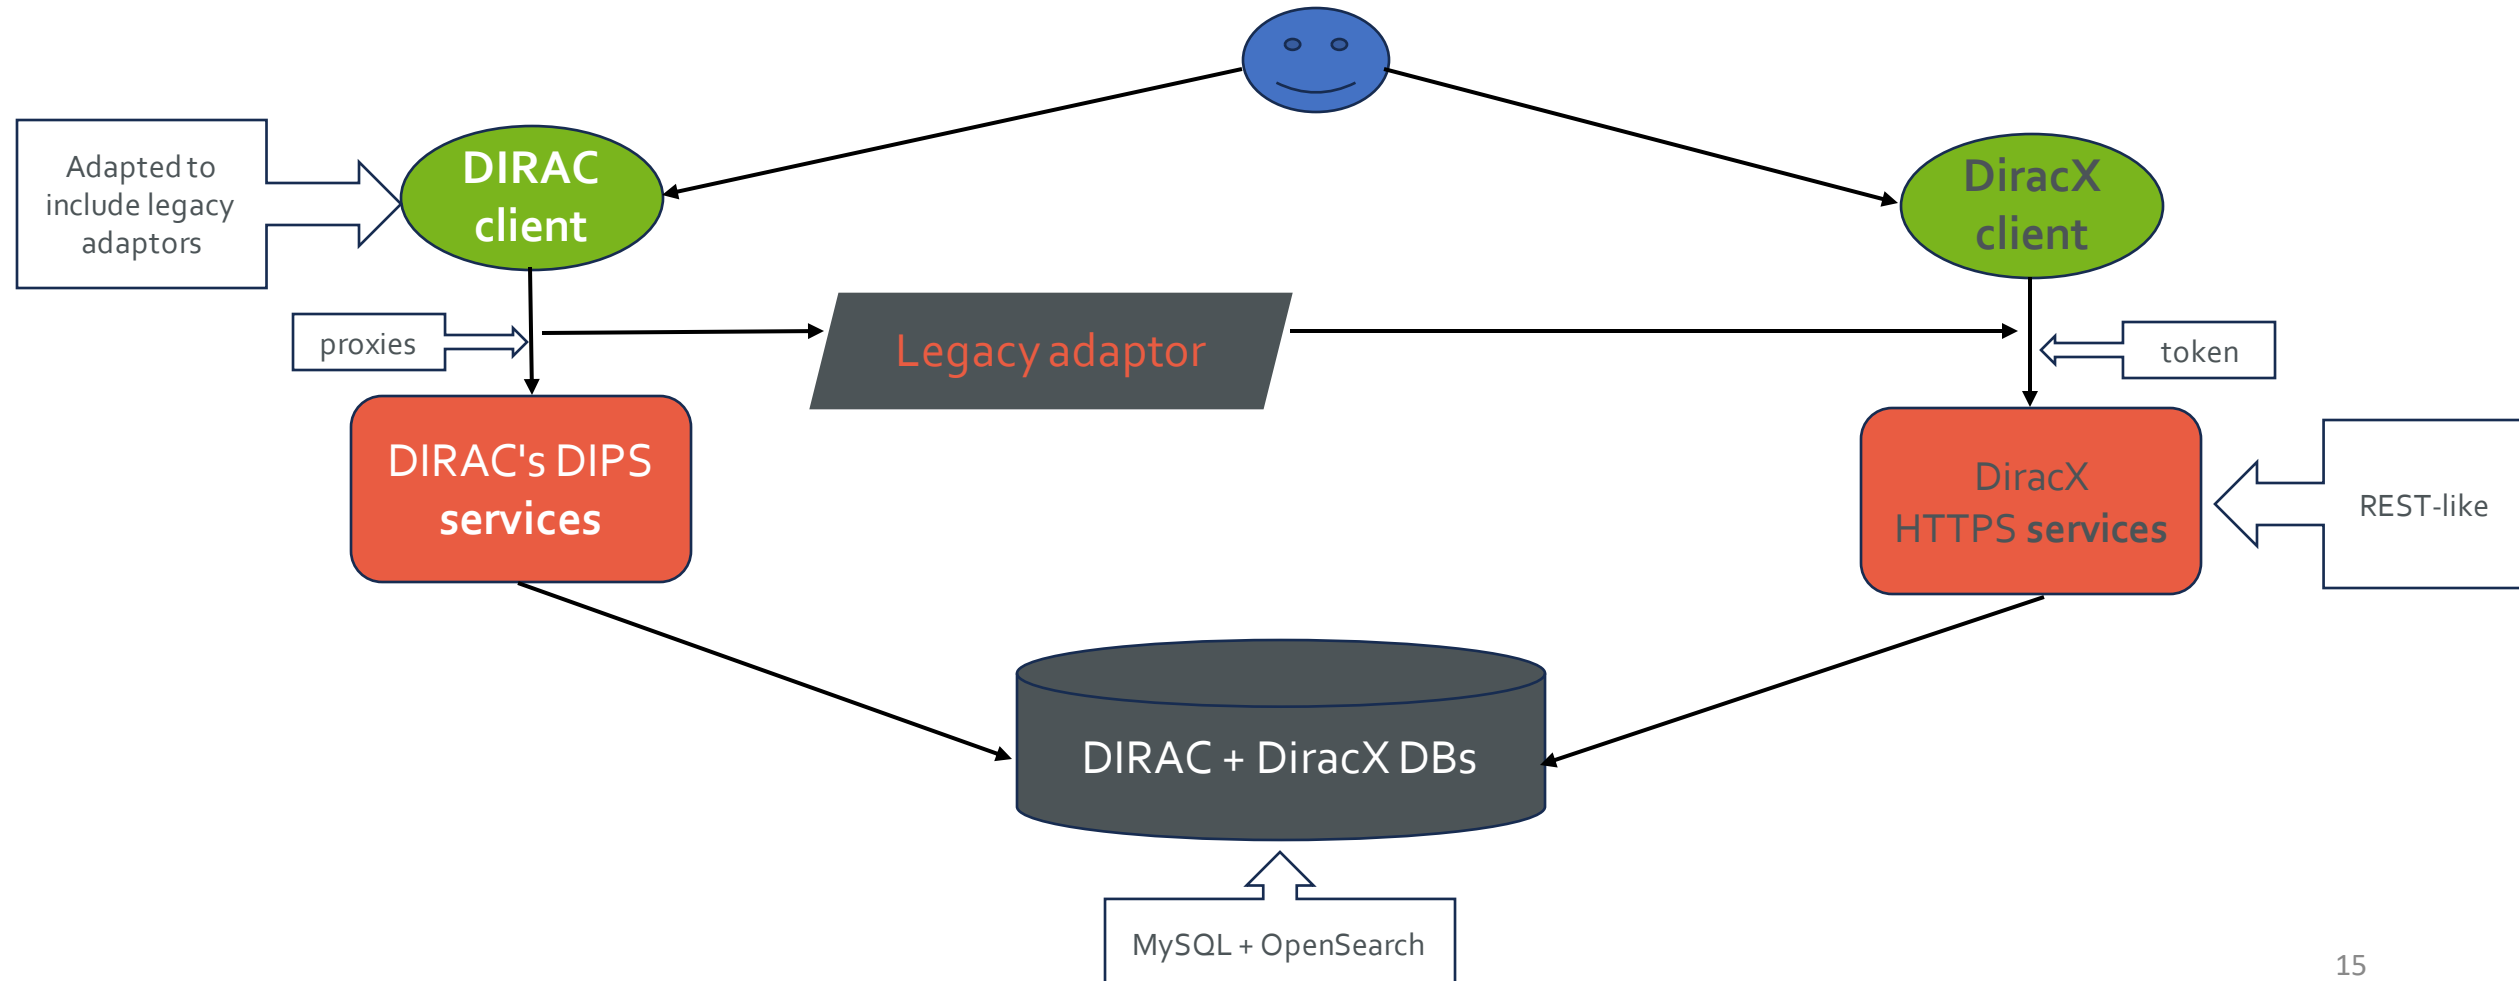 Adapted to
include legacy
adaptors
DIRAC
client
DiracX
client
proxies
Legacy adaptor
token
DIRAC's DIPS
services
DiracX
HTTPS services
REST-like
DIRAC + DiracX DBs
MySQL + OpenSearch
15